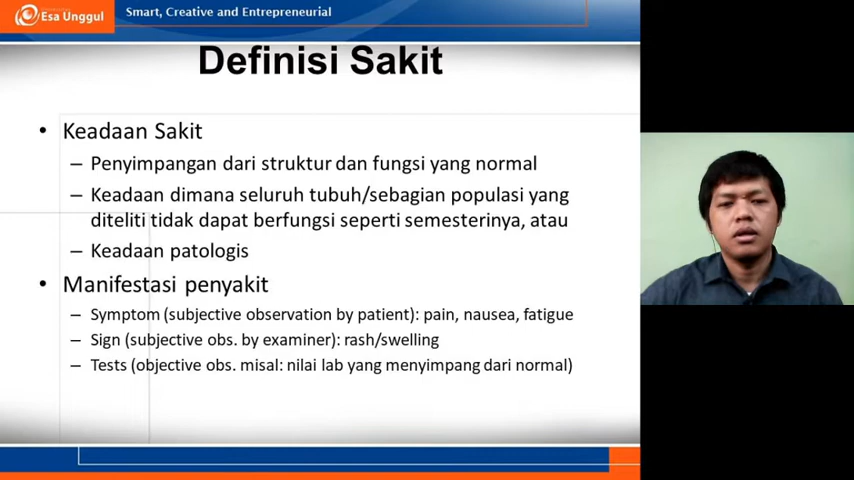 Esa Unggul
Smart, Creative and Entrepreneurial
Definisi Sakit
• Keadaan Sakit
– Penyimpangan dari struktur dan fungsi yang normal
– Keadaan dimana seluruh tubuh/sebagian populasi yang
diteliti tidak dapat berfungsi seperti semesterinya, atau
– Keadaan patologis
• Manifestasi penyakit
– Symptom (subjective observation by patient): pain, nausea, fatigue
– Sign (subjective obs. by examiner): rash/swelling
– Tests (objective obs. misal: nilai lab yang menyimpang dari normal)